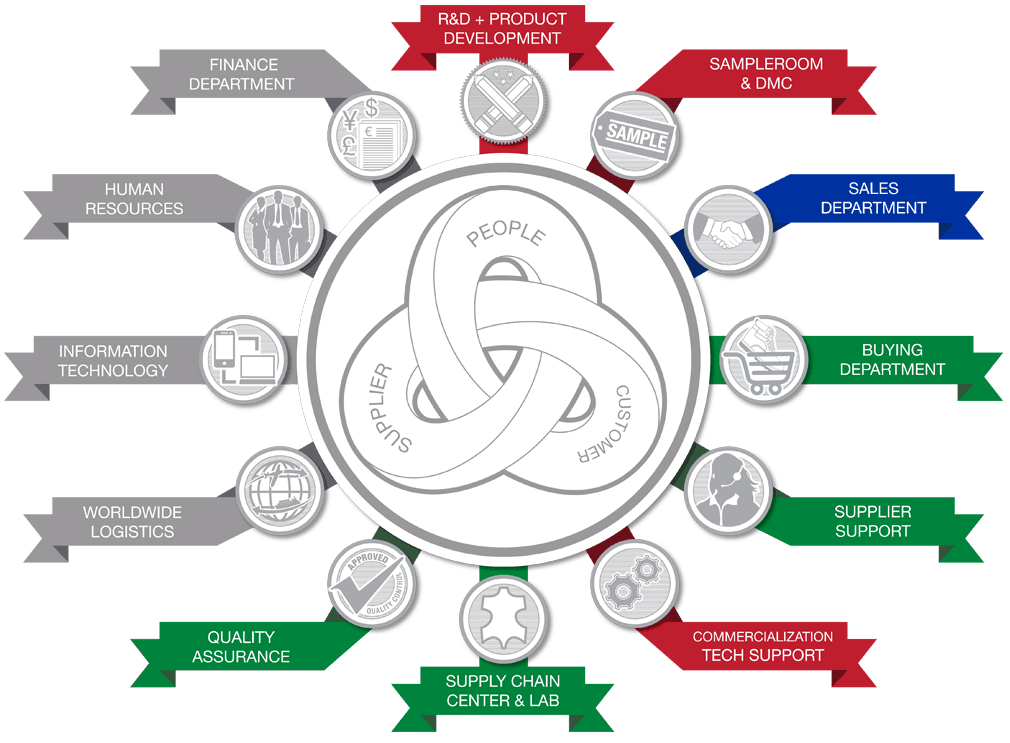 R&D + PRODUCT
DEVELOPMENT
FINANCE
DEPARTMENT
SAMPLEROOM
& DMC
¥ $
£ €
SAMPLE
HUMAN
RESOURCES
SALES
DEPARTMENT
PEOPLE
INFORMATION
TECHNOLOGY
BUYING
DEPARTMENT
SUPPLIER
CUSTOMER
WORLDWIDE
LOGISTICS
SUPPLIER
SUPPORT
APPROVED
QUALITY CONTROL
QUALITY
ASSURANCE
COMMERCIALIZATION
TECH SUPPORT
SUPPLY CHAIN
CENTER & LAB